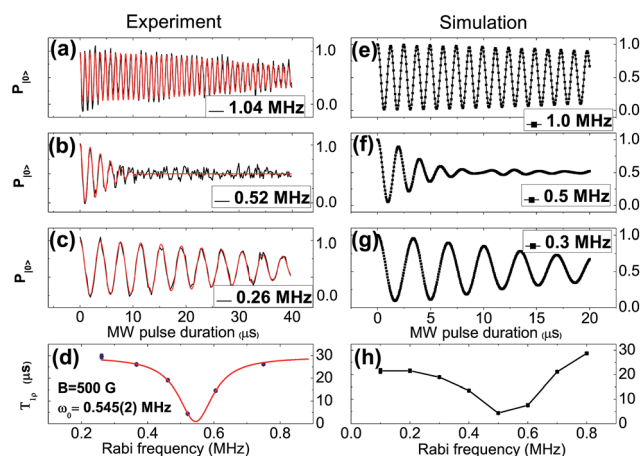 Experiment
Simulation
(a)
1.0
0.0
P|0>
1.04 MHz
(e)
1.0
0.5
0.0
P|0>
1.0 MHz
(b)
1.0
0.0
P|0>
0.52 MHz
(f)
1.0
0.5
0.0
P|0>
0.5 MHz
(c)
1.0
0.0
P|0>
0.26 MHz
0 10 20 30 40
MW pulse duration (μs)
(g)
1.0
0.5
0.0
P|0>
0.3 MHz
0 5 10 15 20
MW pulse duration (μs)
(d)
30
20
10
0
T1ρ (μs)
B=500 G
ω0= 0.545(2) MHz
0.2 0.4 0.6 0.8
Rabi frequency (MHz)
(h)
30
20
10
0
0.0 0.2 0.4 0.6 0.8
Rabi frequency (MHz)